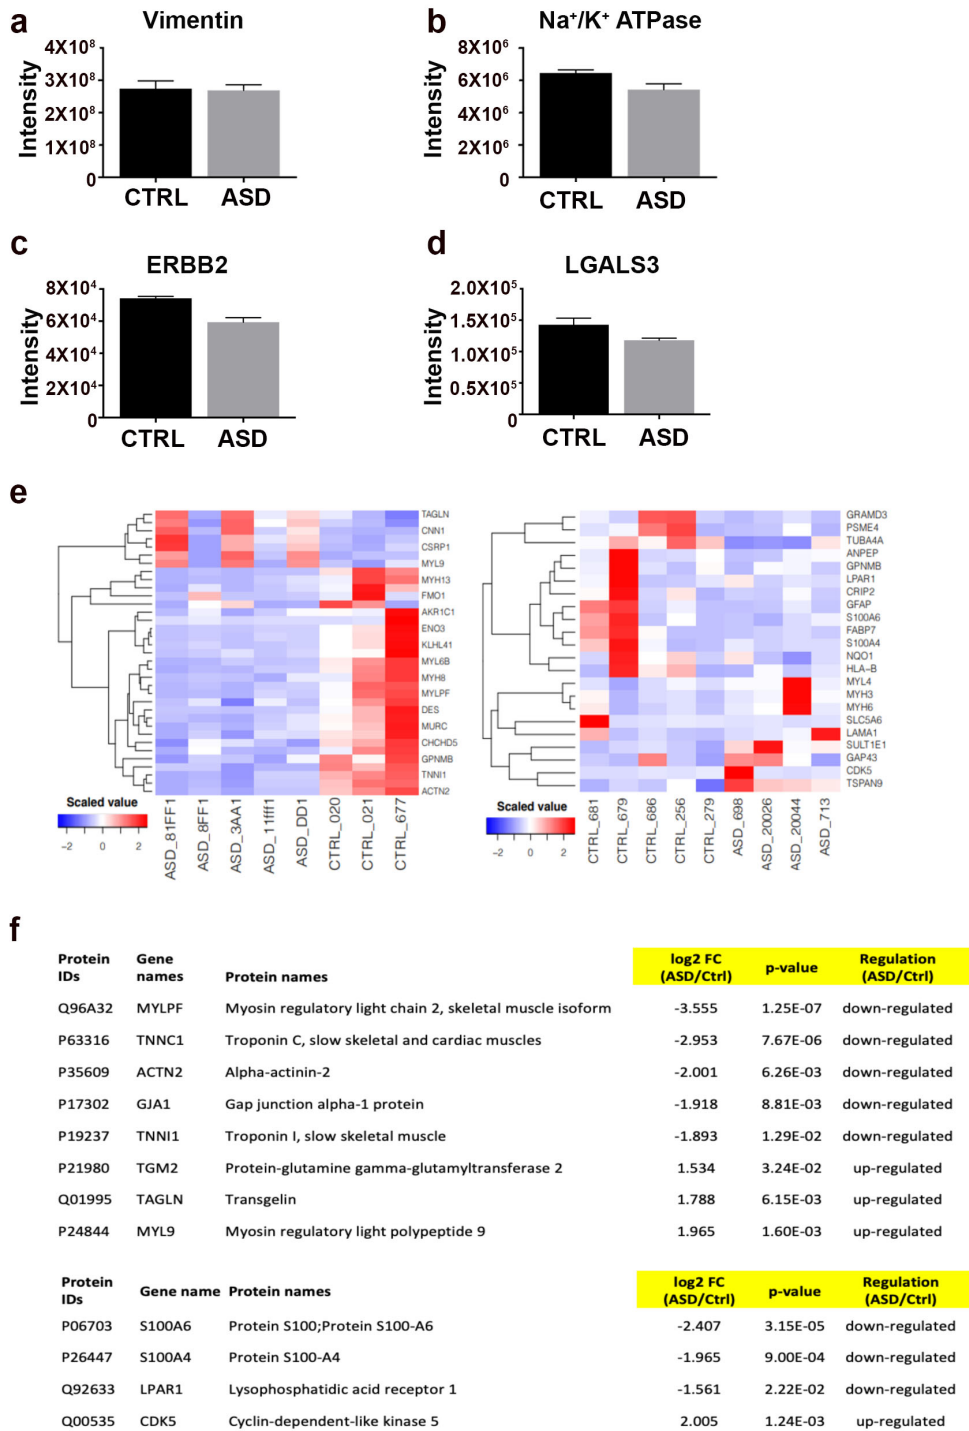 a
Vimentin
4X10⁸
3X10⁸
2X10⁸
1X10⁸
0
Intensity
CTRL ASD
b
Na⁺/K⁺ ATPase
8X10⁶
6X10⁶
4X10⁶
2X10⁶
0
Intensity
CTRL ASD
c
ERBB2
8X10⁴
6X10⁴
4X10⁴
2X10⁴
0
Intensity
CTRL ASD
d
LGALS3
2.0X10⁵
1.5X10⁵
1.0X10⁵
0.5X10⁵
0
Intensity
CTRL ASD
e
TAGLN
CNN1
CSRP1
MYL9
MYH13
FMO1
AKR1C1
ENO3
KLHL41
MYL6B
MYH8
MYLPF
DES
MURC
CHCHD5
GPNMB
TNNI1
ACTN2
Scaled value
−2 0 2
ASD_81FF1
ASD_8FF1
ASD_3AA1
ASD_11fff1
ASD_DD1
CTRL_020
CTRL_021
CTRL_677
GRAMD3
PSME4
TUBA4A
ANPEP
GPNMB
LPAR1
CRIP2
GFAP
S100A6
FABP7
S100A4
NQO1
HLA−B
MYL4
MYH3
MYH6
SLC5A6
LAMA1
SULT1E1
GAP43
CDK5
TSPAN9
Scaled value
−2 0 2
CTRL_681
CTRL_679
CTRL_686
CTRL_256
CTRL_279
ASD_698
ASD_20026
ASD_20044
ASD_713
f
Protein IDs Gene names Protein names log2 FC (ASD/Ctrl) p-value Regulation (ASD/Ctrl)
Q96A32 MYLPF Myosin regulatory light chain 2, skeletal muscle isoform -3.555 1.25E-07 down-regulated
P63316 TNNC1 Troponin C, slow skeletal and cardiac muscles -2.953 7.67E-06 down-regulated
P35609 ACTN2 Alpha-actinin-2 -2.001 6.26E-03 down-regulated
P17302 GJA1 Gap junction alpha-1 protein -1.918 8.81E-03 down-regulated
P19237 TNNI1 Troponin I, slow skeletal muscle -1.893 1.29E-02 down-regulated
P21980 TGM2 Protein-glutamine gamma-glutamyltransferase 2 1.534 3.24E-02 up-regulated
Q01995 TAGLN Transgelin 1.788 6.15E-03 up-regulated
P24844 MYL9 Myosin regulatory light polypeptide 9 1.965 1.60E-03 up-regulated
Protein IDs Gene name Protein names log2 FC (ASD/Ctrl) p-value Regulation (ASD/Ctrl)
P06703 S100A6 Protein S100;Protein S100-A6 -2.407 3.15E-05 down-regulated
P26447 S100A4 Protein S100-A4 -1.965 9.00E-04 down-regulated
Q92633 LPAR1 Lysophosphatidic acid receptor 1 -1.561 2.22E-02 down-regulated
Q00535 CDK5 Cyclin-dependent-like kinase 5 2.005 1.24E-03 up-regulated